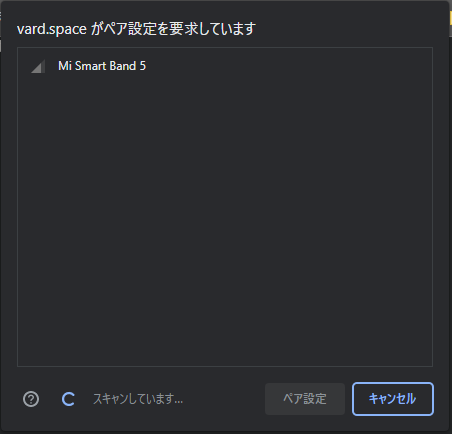 vard.space がペア設定を要求しています
Mi Smart Band 5
スキャンしています...
ペア設定
キャンセル